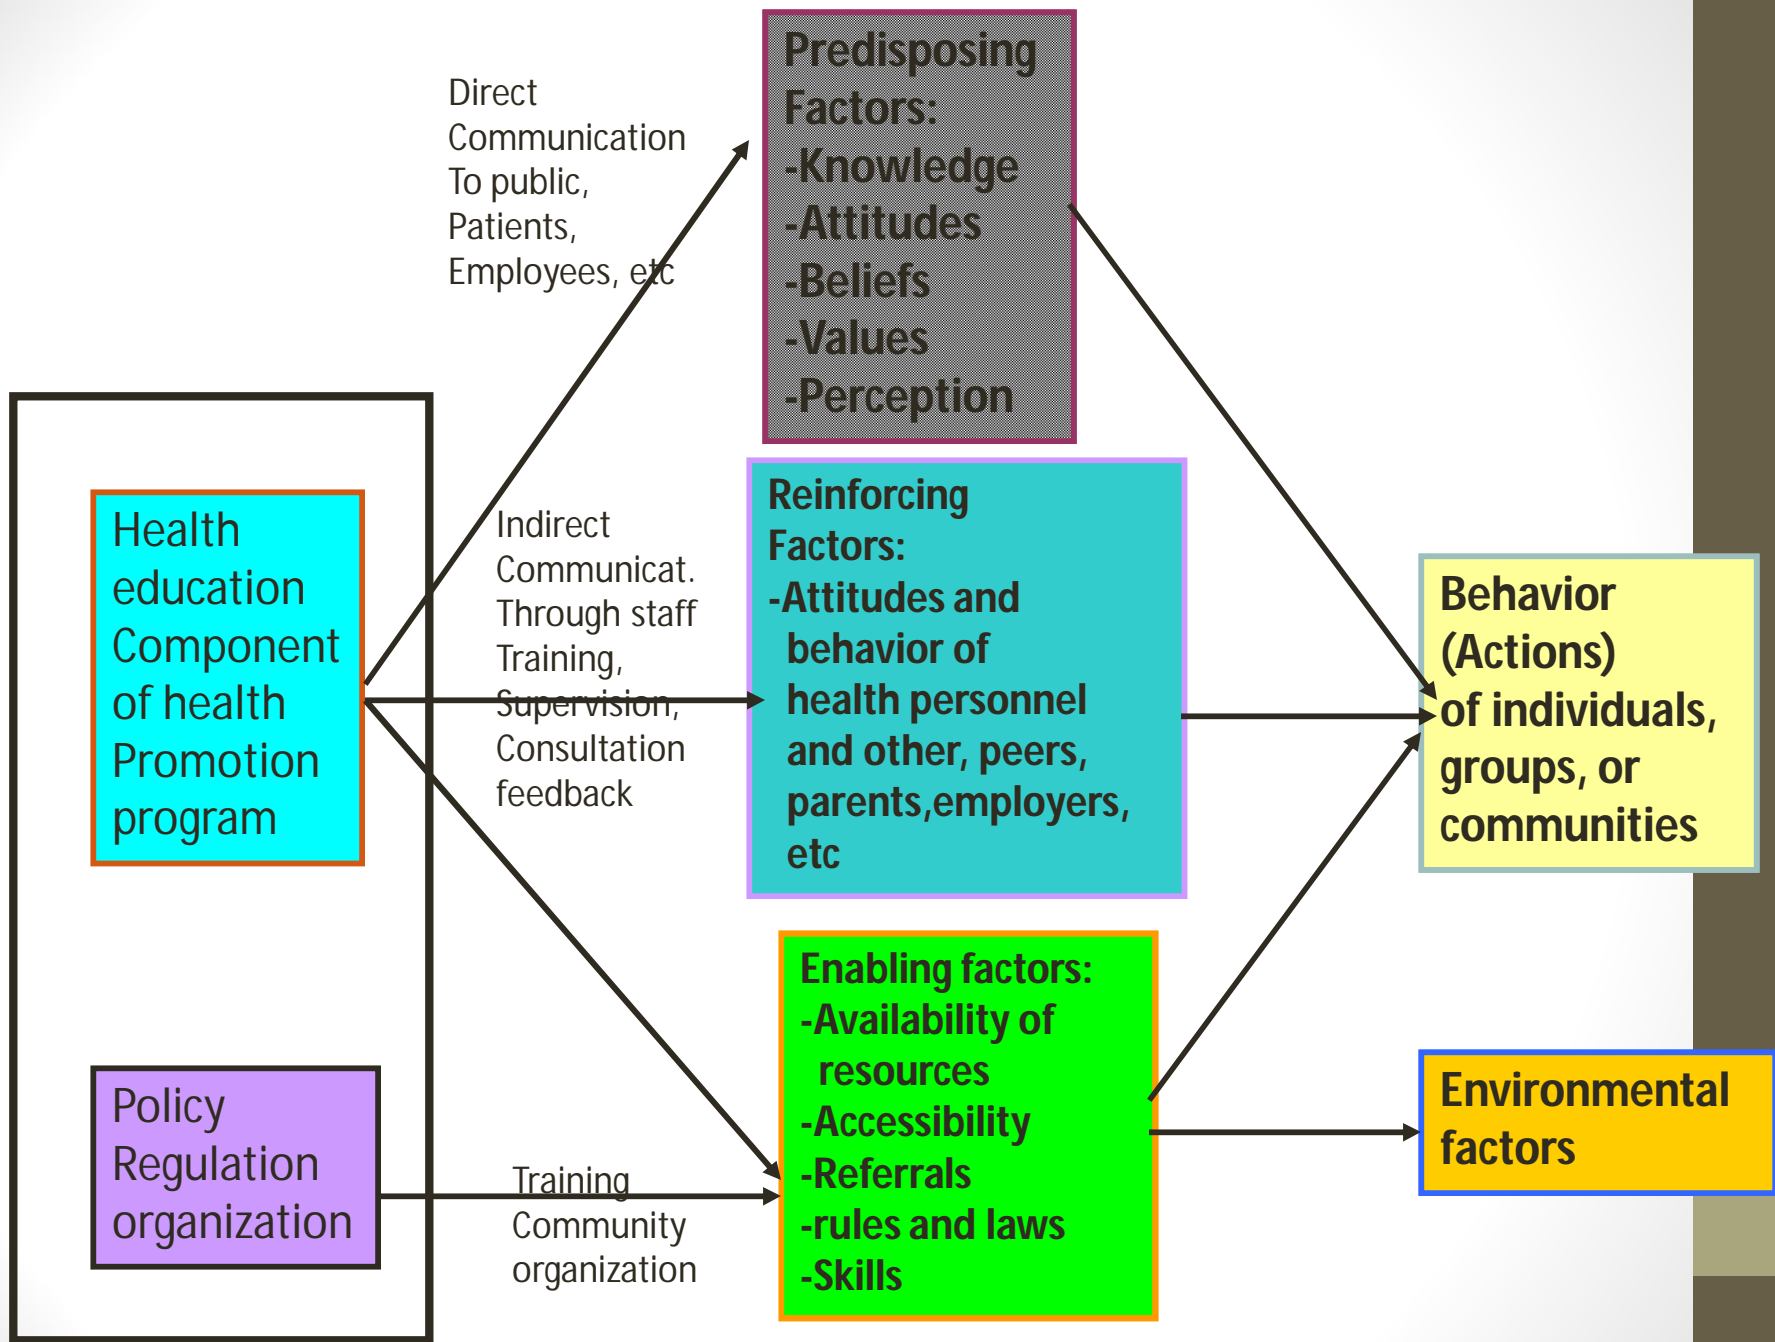 Direct
Communication
To public,
Patients,
Employees, etc
Predisposing
Factors:
-Knowledge
-Attitudes
-Beliefs
-Values
-Perception
Health
education
Component
of health
Promotion
program
Indirect
Communicat.
Through staff
Training,
Supervision,
Consultation
feedback
Reinforcing
Factors:
-Attitudes and
behavior of
health personnel
and other, peers,
parents,employers,
etc
Behavior
(Actions)
of individuals,
groups, or
communities
Policy
Regulation
organization
Training
Community
organization
Enabling factors:
-Availability of
resources
-Accessibility
-Referrals
-rules and laws
-Skills
Environmental
factors